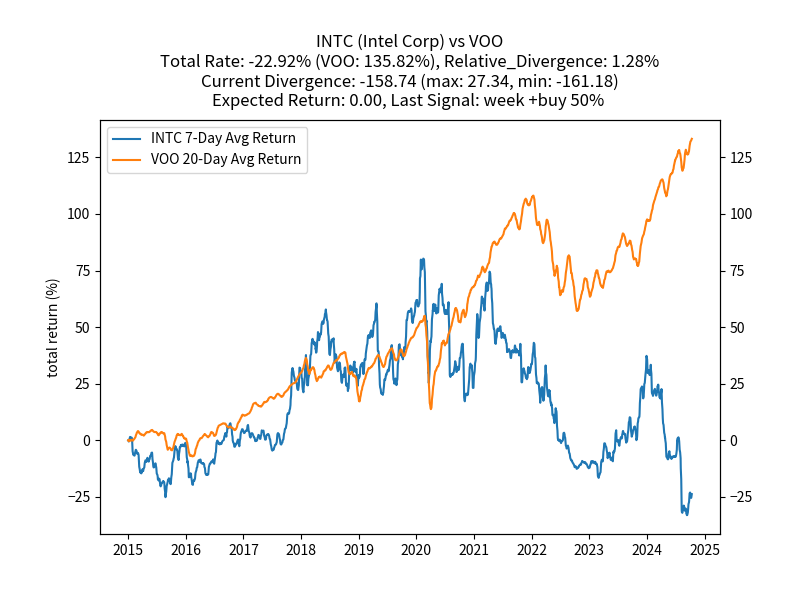 INTC (Intel Corp) vs VOO
Total Rate: -22.92% (VOO: 135.82%), Relative_Divergence: 1.28%
Current Divergence: -158.74 (max: 27.34, min: -161.18)
Expected Return: 0.00, Last Signal: week +buy 50%
INTC 7-Day Avg Return
VOO 20-Day Avg Return
total return (%)
125
100
75
50
25
0
−25
125
100
75
50
25
0
−25
2015 2016 2017 2018 2019 2020 2021 2022 2023 2024 2025